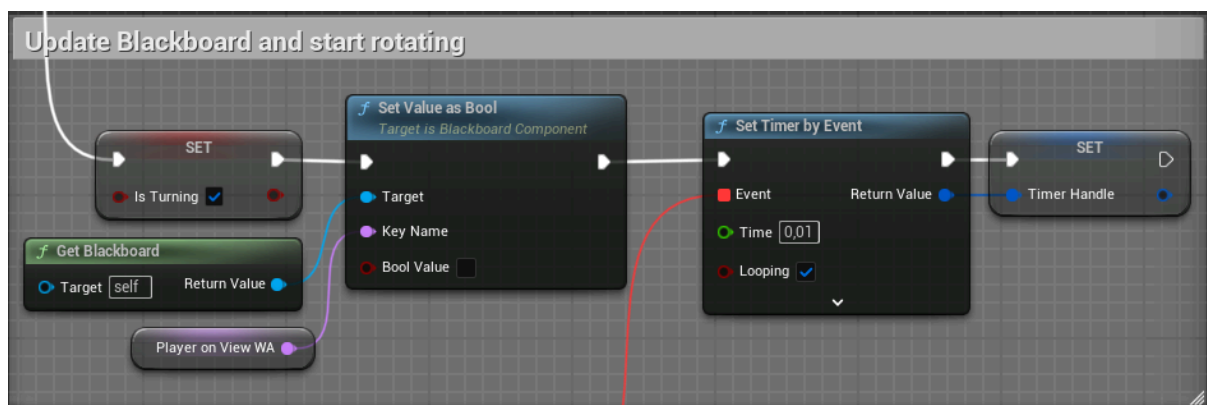 Update Blackboard and start rotating
SET
Is Turning
f Get Blackboard
Target self Return Value
Player on View WA
f Set Value as Bool
Target is Blackboard Component
Target
Key Name
Bool Value
f Set Timer by Event
Event Return Value
Time 0,01
Looping
SET
Timer Handle